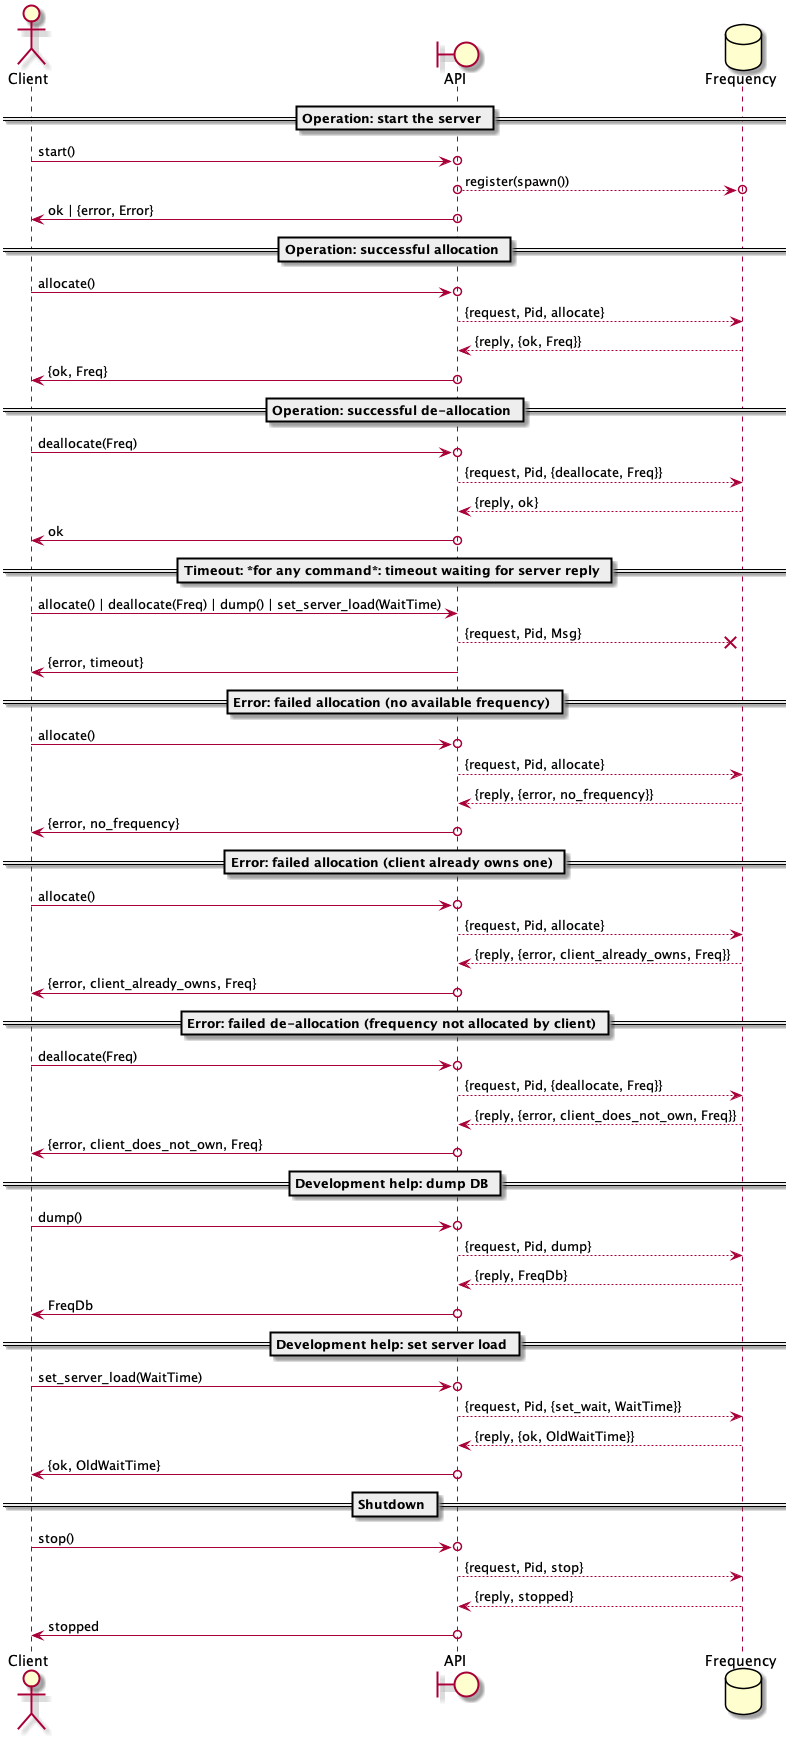 Client
API
Frequency
Operation: start the server
start()
register(spawn())
ok | {error, Error}
Operation: successful allocation
allocate()
{request, Pid, allocate}
{reply, {ok, Freq}}
{ok, Freq}
Operation: successful de-allocation
deallocate(Freq)
{request, Pid, {deallocate, Freq}}
{reply, ok}
ok
Timeout: *for any command*: timeout waiting for server reply
allocate() | deallocate(Freq) | dump() | set_server_load(WaitTime)
{request, Pid, Msg}
{error, timeout}
Error: failed allocation (no available frequency)
allocate()
{request, Pid, allocate}
{reply, {error, no_frequency}}
{error, no_frequency}
Error: failed allocation (client already owns one)
allocate()
{request, Pid, allocate}
{reply, {error, client_already_owns, Freq}}
{error, client_already_owns, Freq}
Error: failed de-allocation (frequency not allocated by client)
deallocate(Freq)
{request, Pid, {deallocate, Freq}}
{reply, {error, client_does_not_own, Freq}}
{error, client_does_not_own, Freq}
Development help: dump DB
dump()
{request, Pid, dump}
{reply, FreqDb}
FreqDb
Development help: set server load
set_server_load(WaitTime)
{request, Pid, {set_wait, WaitTime}}
{reply, {ok, OldWaitTime}}
{ok, OldWaitTime}
Shutdown
stop()
{request, Pid, stop}
{reply, stopped}
stopped
Client
API
Frequency